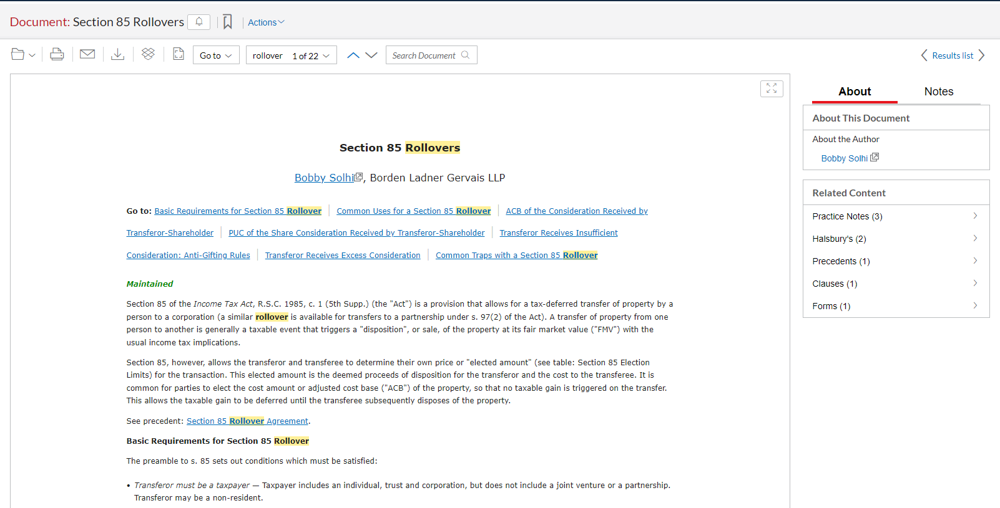 Document: Section 85 Rollovers
Actions
Go to
rollover 1 of 22
Search Document
Results list
Section 85 Rollovers
Bobby Solhi, Borden Ladner Gervais LLP
Go to: Basic Requirements for Section 85 Rollover Common Uses for a Section 85 Rollover ACB of the Consideration Received by
Transferor-Shareholder PUC of the Share Consideration Received by Transferor-Shareholder Transferor Receives Insufficient
Consideration: Anti-Gifting Rules Transferor Receives Excess Consideration Common Traps with a Section 85 Rollover
Maintained
Section 85 of the Income Tax Act, R.S.C. 1985, c. 1 (5th Supp.) (the "Act") is a provision that allows for a tax-deferred transfer of property by a
person to a corporation (a similar rollover is available for transfers to a partnership under s. 97(2) of the Act). A transfer of property from one
person to another is generally a taxable event that triggers a "disposition", or sale, of the property at its fair market value ("FMV") with the
usual income tax implications.
Section 85, however, allows the transferor and transferee to determine their own price or "elected amount" (see table: Section 85 Election
Limits) for the transaction. This elected amount is the deemed proceeds of disposition for the transferor and the cost to the transferee. It is
common for parties to elect the cost amount or adjusted cost base ("ACB") of the property, so that no taxable gain is triggered on the transfer.
This allows the taxable gain to be deferred until the transferee subsequently disposes of the property.
See precedent: Section 85 Rollover Agreement.
Basic Requirements for Section 85 Rollover
The preamble to s. 85 sets out conditions which must be satisfied:
• Transferor must be a taxpayer — Taxpayer includes an individual, trust and corporation, but does not include a joint venture or a partnership.
Transferor may be a non-resident.
About Notes
About This Document
About the Author
Bobby Solhi
Related Content
Practice Notes (3)
Halsbury's (2)
Precedents (1)
Clauses (1)
Forms (1)